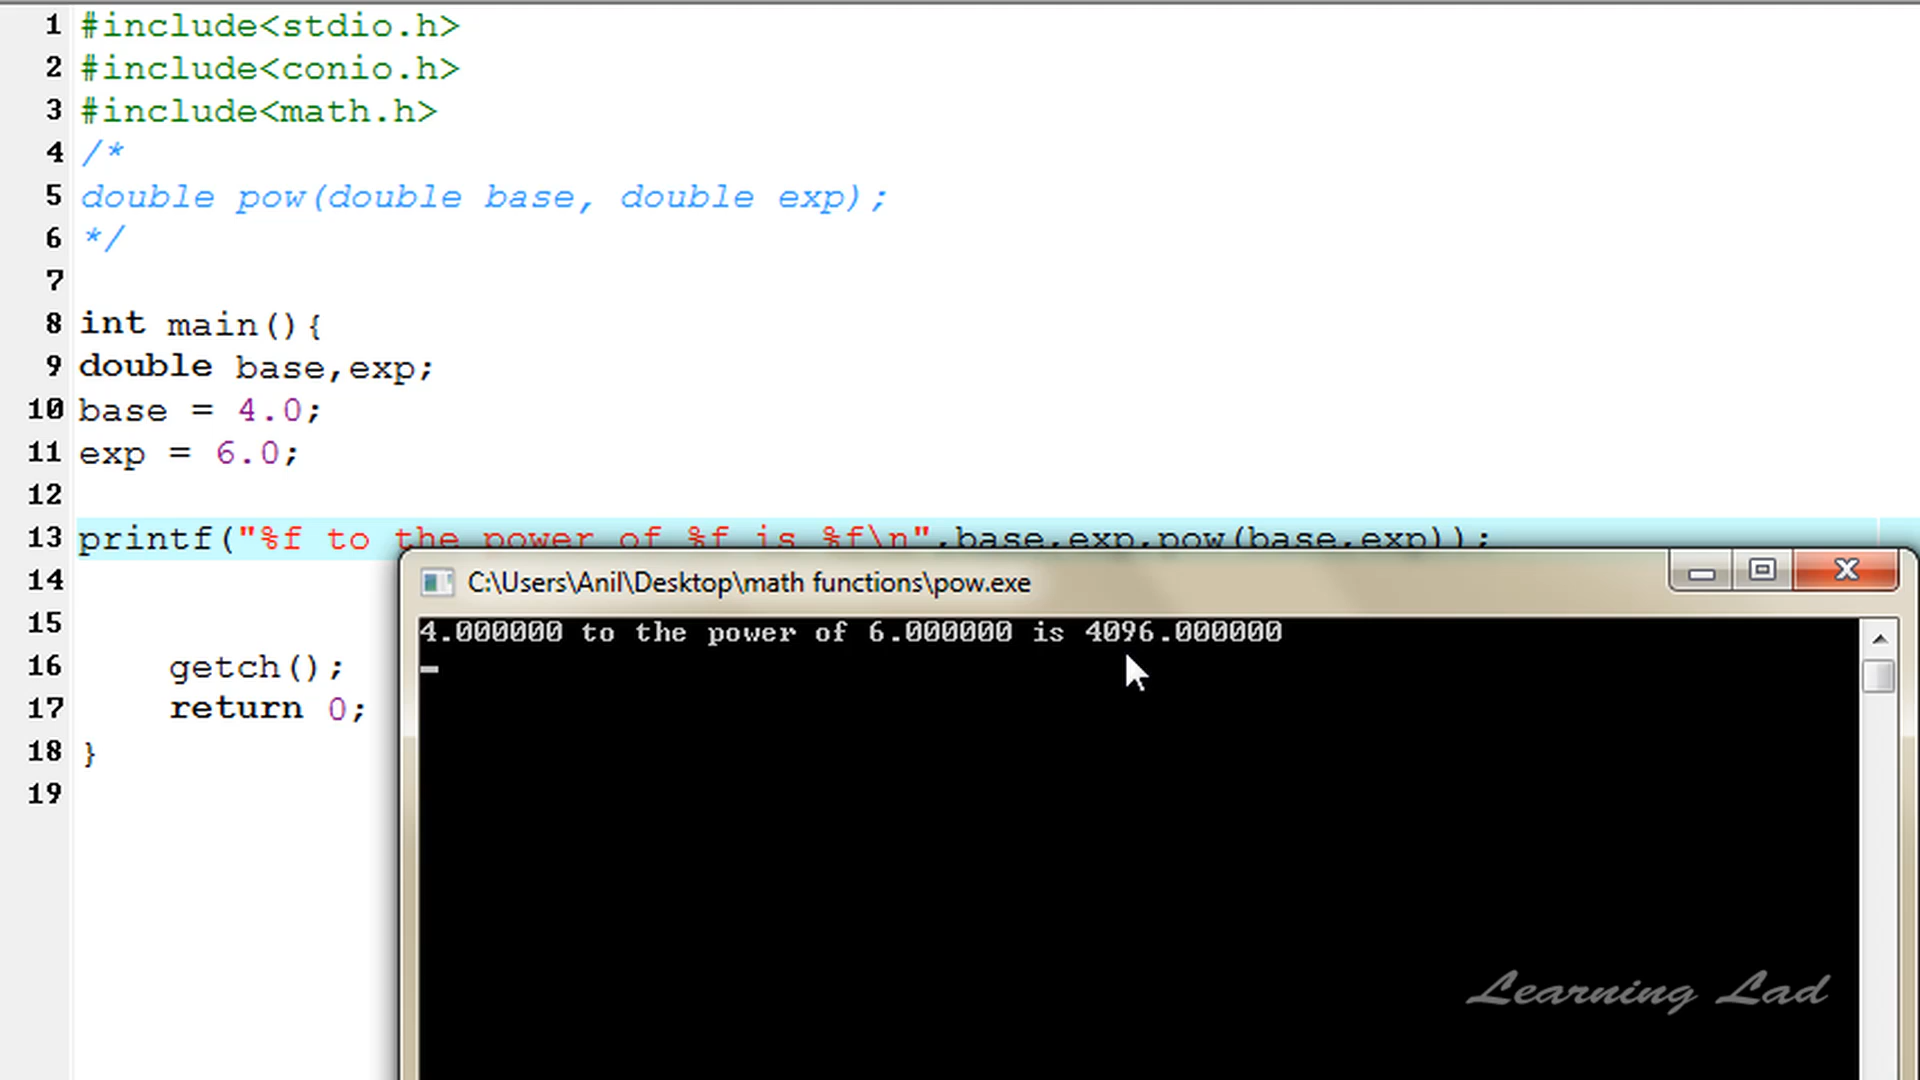 1 #include<stdio.h>
2 #include<conio.h>
3 #include<math.h>
4 /*
5 double pow(double base, double exp);
6 */
7
8 int main(){
9 double base,exp;
10 base = 4.0;
11 exp = 6.0;
12
13 printf("%f to the power of %f is %f\n",base,exp,pow(base,exp));
14
15
16 getch();
17 return 0;
18 }
19
C:\Users\Anil\Desktop\math functions\pow.exe
4.000000 to the power of 6.000000 is 4096.000000
Learning Lad